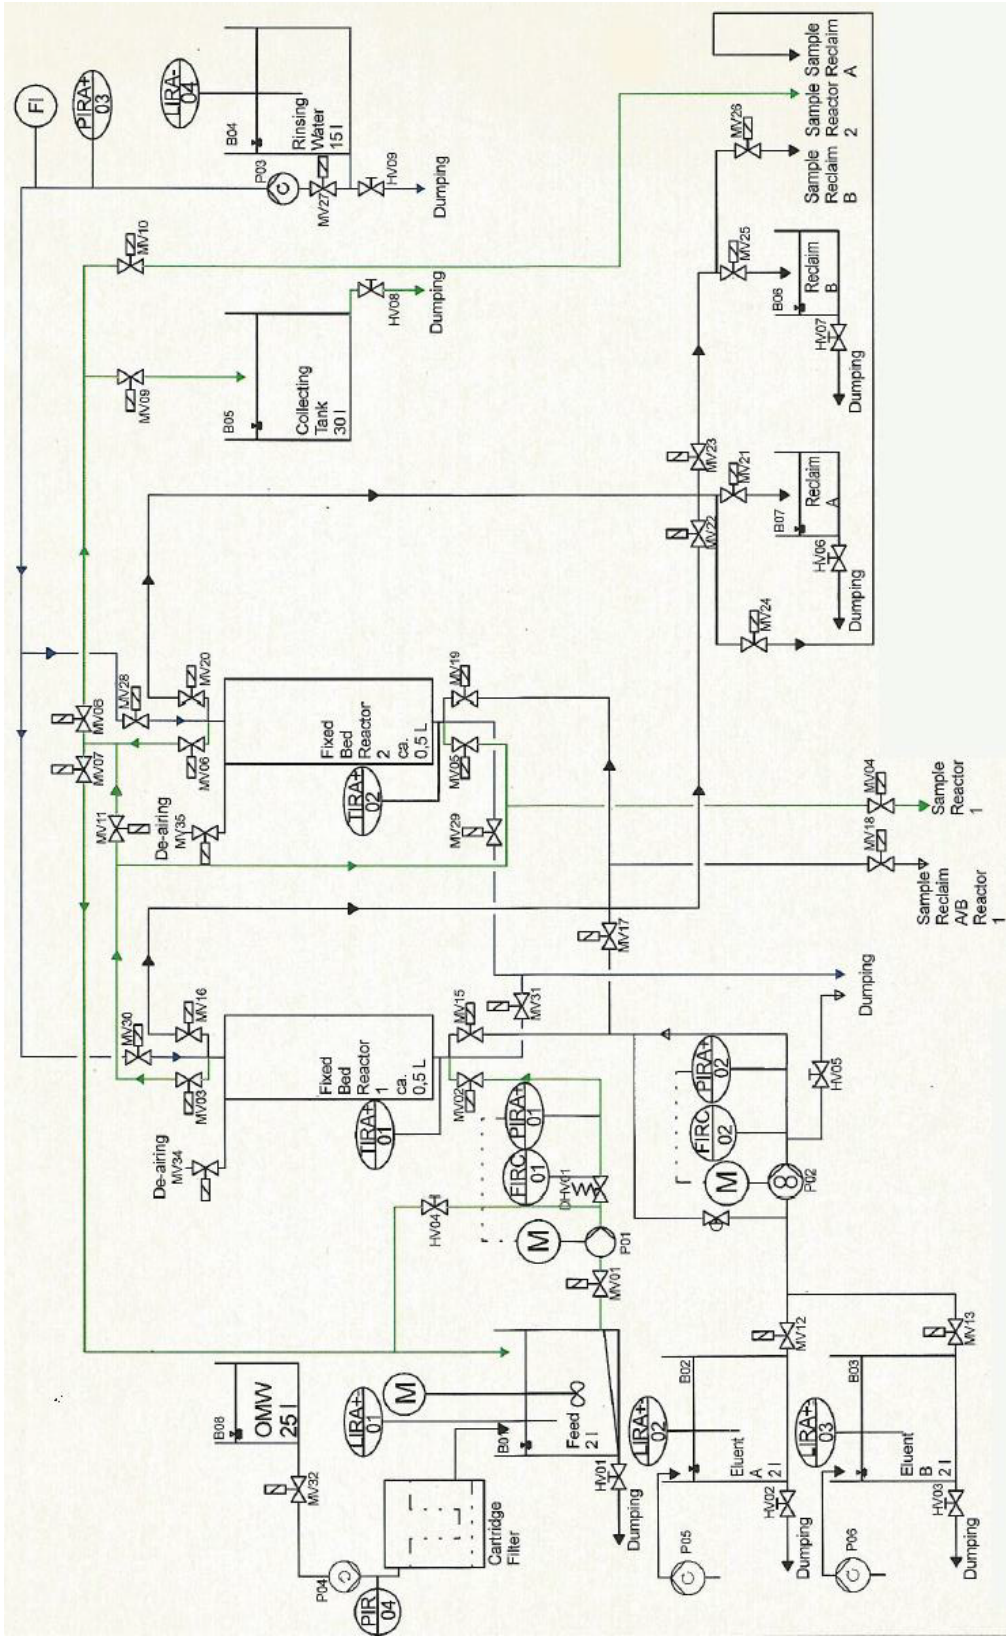 FI
PIRA+
03
LIRA-
04
B04
Rinsing
Water
15 l
P03
MV27
HV09
Dumping
MV10
MV09
B05
Collecting
Tank
30 l
HV08
Dumping
MV26
Sample
Reclaim
B
Sample
Reactor
2
Sample
Reclaim
A
MV25
B06
Reclaim
B
HV07
Dumping
MV23
MV22
MV21
B07
Reclaim
A
HV06
Dumping
MV24
MV08
MV07
MV28
MV20
MV06
MV11
De-airing
MV35
Fixed
Bed
Reactor
2
ca.
0,5 L
TIRA+
02
MV19
MV05
MV29
MV04
Sample
Reactor
1
MV18
Sample
Reclaim
A/B
Reactor
1
MV17
MV30
MV16
MV03
De-airing
MV34
Fixed
Bed
Reactor
1
ca.
0,5 L
TIRA+
01
MV15
MV02
MV31
Dumping
HV05
PIRA+
01
FIRC
01
DHV01
HV04
M
P01
MV01
PIRA+
02
FIRC
02
M
P02
B08
OMW
25 l
MV32
P04
PIR
04
Cartridge
Filter
LIRA+
01
M
Feed
2 l
HV01
Dumping
MV12
B02
LIRA+
02
Eluent
A
2 l
HV02
Dumping
P05
MV13
B03
LIRA+
03
Eluent
B
2 l
HV03
Dumping
P06